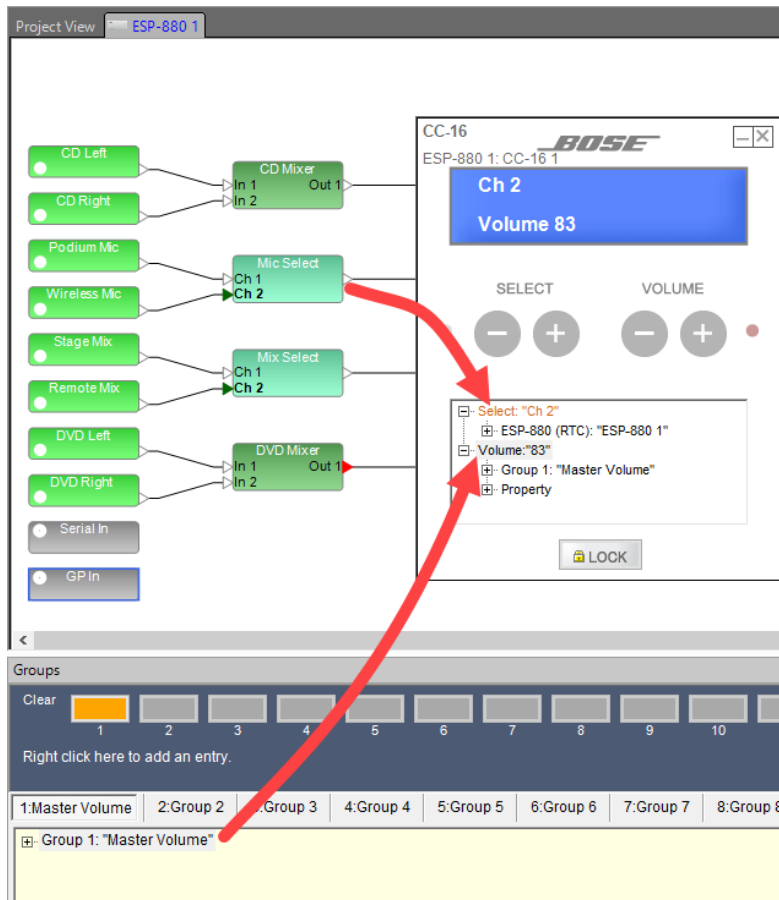 Project View
ESP-880 1
CD Left
CD Right
Podium Mic
Wireless Mic
Stage Mix
Remote Mix
DVD Left
DVD Right
Serial In
GP In
CD Mixer
In 1 Out 1
In 2
Mic Select
Ch 1
Ch 2
Mix Select
Ch 1
Ch 2
DVD Mixer
In 1 Out 1
In 2
CC-16
BOSE
ESP-880 1: CC-16 1
Ch 2
Volume 83
SELECT VOLUME
Select: "Ch 2"
ESP-880 (RTC): "ESP-880 1"
Volume:"83"
Group 1: "Master Volume"
Property
LOCK
Groups
Clear
1 2 3 4 5 6 7 8 9 10
Right click here to add an entry.
1:Master Volume 2:Group 2 :Group 3 4:Group 4 5:Group 5 6:Group 6 7:Group 7 8:Group 8
Group 1: "Master Volume"